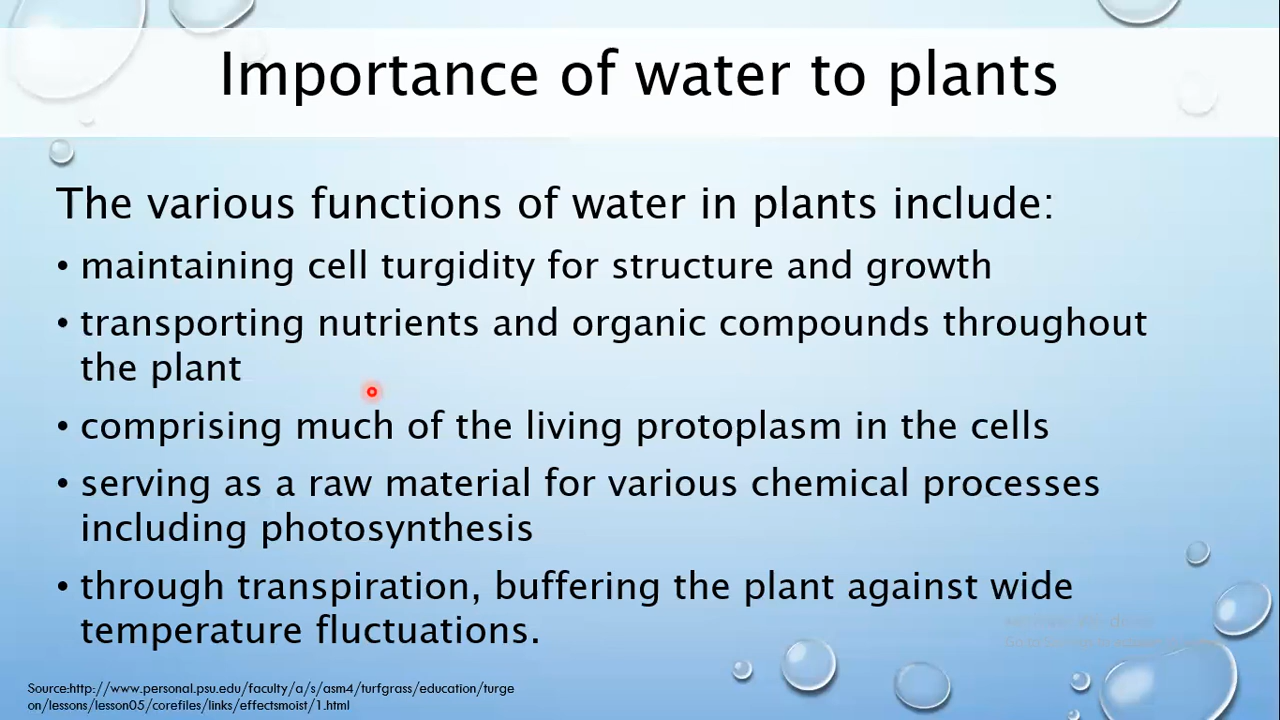 Importance of water to plants
The various functions of water in plants include:
• maintaining cell turgidity for structure and growth
• transporting nutrients and organic compounds throughout
the plant
• comprising much of the living protoplasm in the cells
• serving as a raw material for various chemical processes
including photosynthesis
• through transpiration, buffering the plant against wide
temperature fluctuations.
Source:http://www.personal.psu.edu/faculty/a/s/asm4/turfgrass/education/turge
on/lessons/lesson05/corefiles/links/effectsmoist/1.html